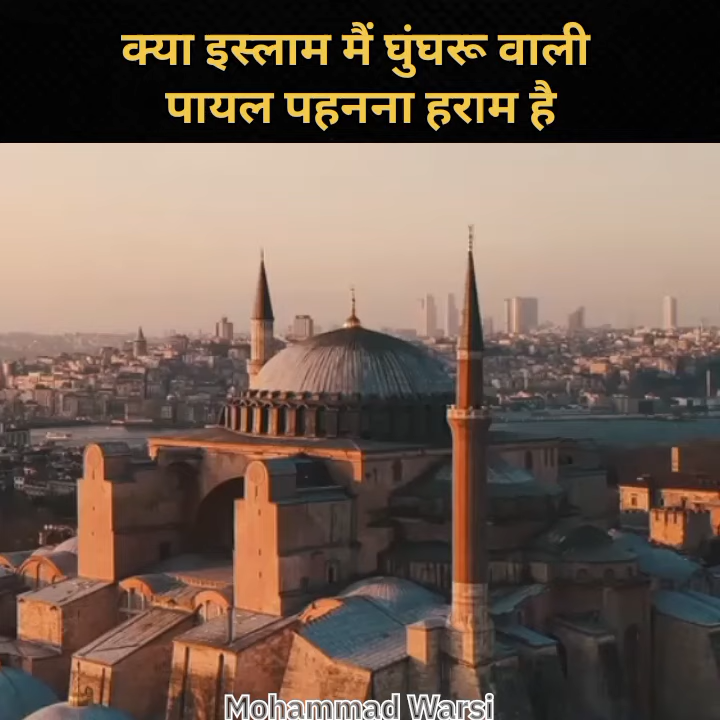 क्या इस्लाम मैं घुंघरू वाली
पायल पहनना हराम है
Mohammad Warsi